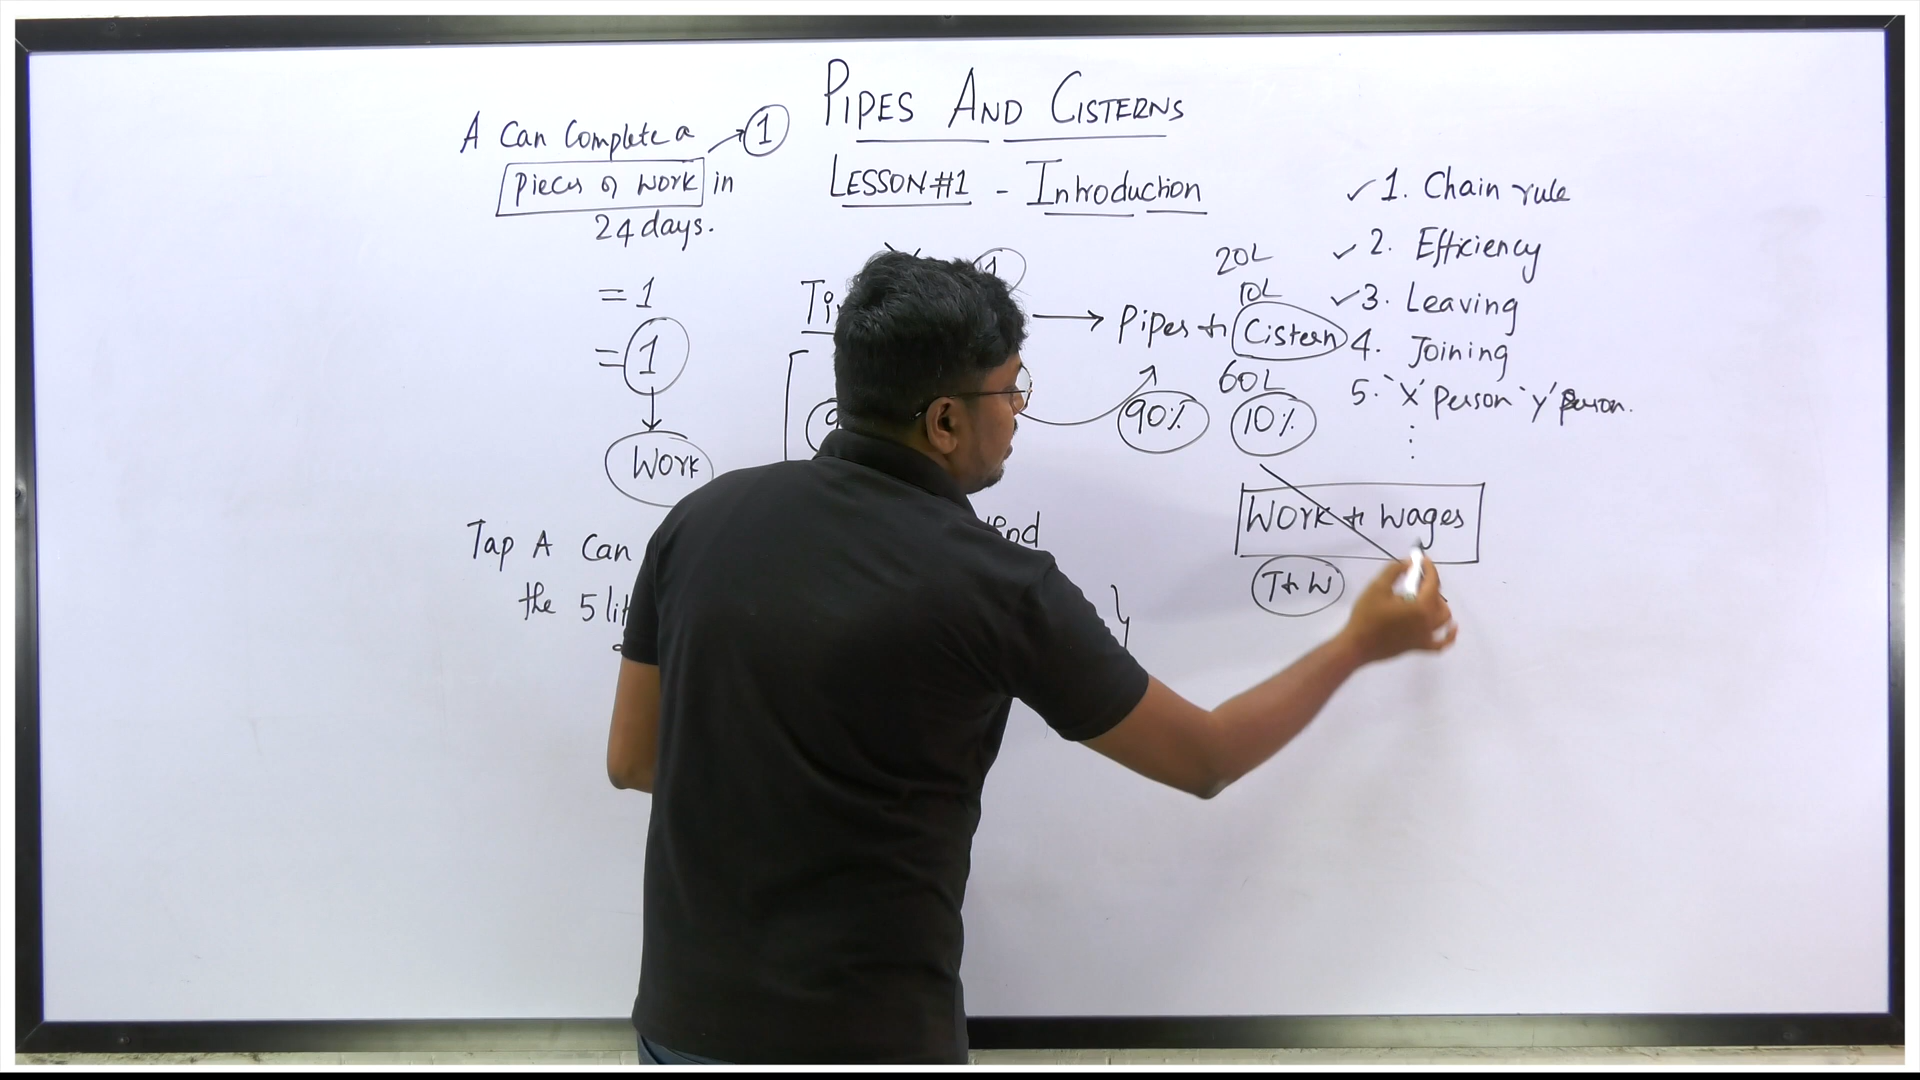 PIPES AND CISTERNS
LESSON #1 - Introduction
A Can Complete a 1
pieces of work in
24 days.
= 1
= 1
Work
Pipes & Cistern
20L
10L
60L
90% 10%
1. Chain rule
2. Efficiency
3. Leaving
4. Joining
5. 'X' Person 'y' Person.
Work & Wages
T & W
Tap A Can
the 5